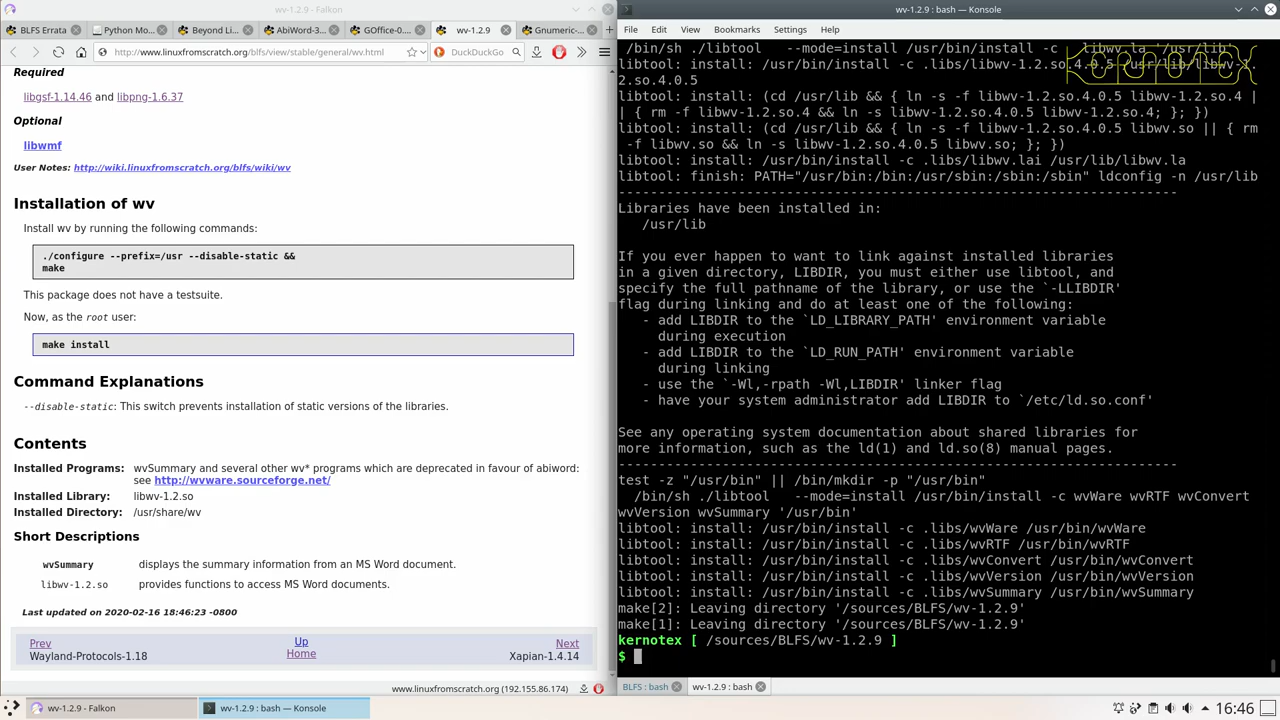 wv-1.2.9 - Falkon
BLFS Errata
Python Mo...
Beyond Li...
AbiWord-3...
GOffice-0...
wv-1.2.9
Gnumeric-...
http://www.linuxfromscratch.org/blfs/view/stable/general/wv.html
DuckDuckGo
Required
libgsf-1.14.46 and libpng-1.6.37
Optional
libwmf
User Notes: http://wiki.linuxfromscratch.org/blfs/wiki/wv
Installation of wv
Install wv by running the following commands:
./configure --prefix=/usr --disable-static &&
make
This package does not have a testsuite.
Now, as the root user:
make install
Command Explanations
--disable-static: This switch prevents installation of static versions of the libraries.
Contents
Installed Programs: wvSummary and several other wv* programs which are deprecated in favour of abiword:
see http://wvware.sourceforge.net/
Installed Library: libwv-1.2.so
Installed Directory: /usr/share/wv
Short Descriptions
wvSummary displays the summary information from an MS Word document.
libwv-1.2.so provides functions to access MS Word documents.
Last updated on 2020-02-16 18:46:23 -0800
Prev Up Next
Wayland-Protocols-1.18 Home Xapian-1.4.14
www.linuxfromscratch.org (192.155.86.174)
wv-1.2.9 : bash — Konsole
File Edit View Bookmarks Settings Help
/bin/sh ./libtool --mode=install /usr/bin/install -c libwv.la '/usr/lib'
libtool: install: /usr/bin/install -c .libs/libwv-1.2.so.4.0.5 /usr/lib/libwv-1.
2.so.4.0.5
libtool: install: (cd /usr/lib && { ln -s -f libwv-1.2.so.4.0.5 libwv-1.2.so.4 |
| { rm -f libwv-1.2.so.4 && ln -s libwv-1.2.so.4.0.5 libwv-1.2.so.4; }; })
libtool: install: (cd /usr/lib && { ln -s -f libwv-1.2.so.4.0.5 libwv.so || { rm
-f libwv.so && ln -s libwv-1.2.so.4.0.5 libwv.so; }; })
libtool: install: /usr/bin/install -c .libs/libwv.lai /usr/lib/libwv.la
libtool: finish: PATH="/usr/bin:/bin:/usr/sbin:/sbin:/sbin" ldconfig -n /usr/lib
----------------------------------------------------------------------
Libraries have been installed in:
/usr/lib
If you ever happen to want to link against installed libraries
in a given directory, LIBDIR, you must either use libtool, and
specify the full pathname of the library, or use the `-LLIBDIR'
flag during linking and do at least one of the following:
- add LIBDIR to the `LD_LIBRARY_PATH' environment variable
during execution
- add LIBDIR to the `LD_RUN_PATH' environment variable
during linking
- use the `-Wl,-rpath -Wl,LIBDIR' linker flag
- have your system administrator add LIBDIR to `/etc/ld.so.conf'
See any operating system documentation about shared libraries for
more information, such as the ld(1) and ld.so(8) manual pages.
----------------------------------------------------------------------
test -z "/usr/bin" || /bin/mkdir -p "/usr/bin"
/bin/sh ./libtool --mode=install /usr/bin/install -c wvWare wvRTF wvConvert
wvVersion wvSummary '/usr/bin'
libtool: install: /usr/bin/install -c .libs/wvWare /usr/bin/wvWare
libtool: install: /usr/bin/install -c .libs/wvRTF /usr/bin/wvRTF
libtool: install: /usr/bin/install -c .libs/wvConvert /usr/bin/wvConvert
libtool: install: /usr/bin/install -c .libs/wvVersion /usr/bin/wvVersion
libtool: install: /usr/bin/install -c .libs/wvSummary /usr/bin/wvSummary
make[2]: Leaving directory '/sources/BLFS/wv-1.2.9'
make[1]: Leaving directory '/sources/BLFS/wv-1.2.9'
kernotex [ /sources/BLFS/wv-1.2.9 ]
$
BLFS : bash
wv-1.2.9 : bash
wv-1.2.9 - Falkon
wv-1.2.9 : bash — Konsole
16:46